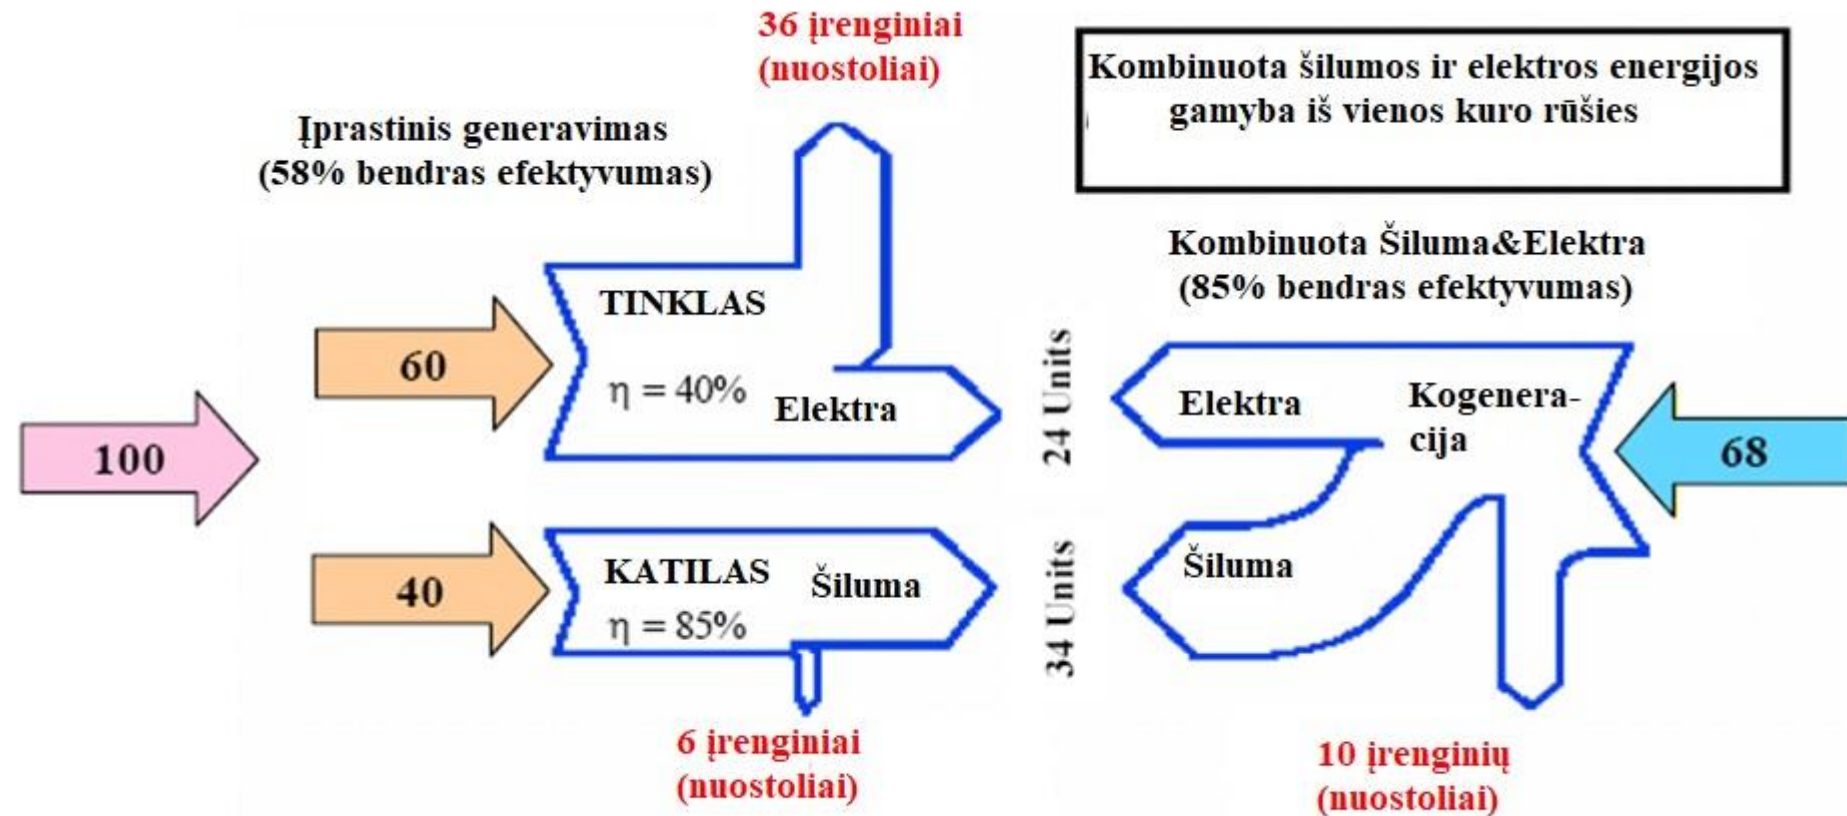 36 įrenginiai
(nuostoliai)
Kombinuota šilumos ir elektros energijos
gamyba iš vienos kuro rūšies
Įprastinis generavimas
(58% bendras efektyvumas)
Kombinuota Šiluma&Elektra
(85% bendras efektyvumas)
TINKLAS
60
η = 40%
Elektra
24 Units
Elektra
Kogenera-
cija
100
68
40
KATILAS
Šiluma
η = 85%
34 Units
Šiluma
6 įrenginiai
(nuostoliai)
10 įrenginių
(nuostoliai)